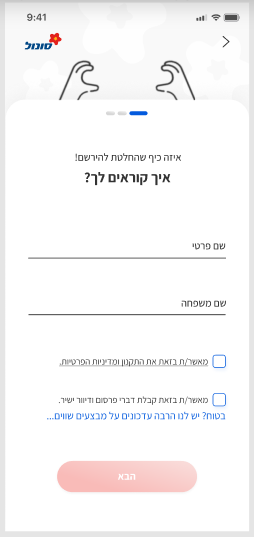 9:41
סונול
איזה כיף שהחלטת להירשם!
איך קוראים לך?
שם פרטי
שם משפחה
מאשר/ת בזאת את התקנון ומדיניות הפרטיות.
מאשר/ת בזאת קבלת דברי פרסום ודיוור ישיר.
בטוח? יש לנו הרבה עדכונים על מבצעים שווים...
הבא